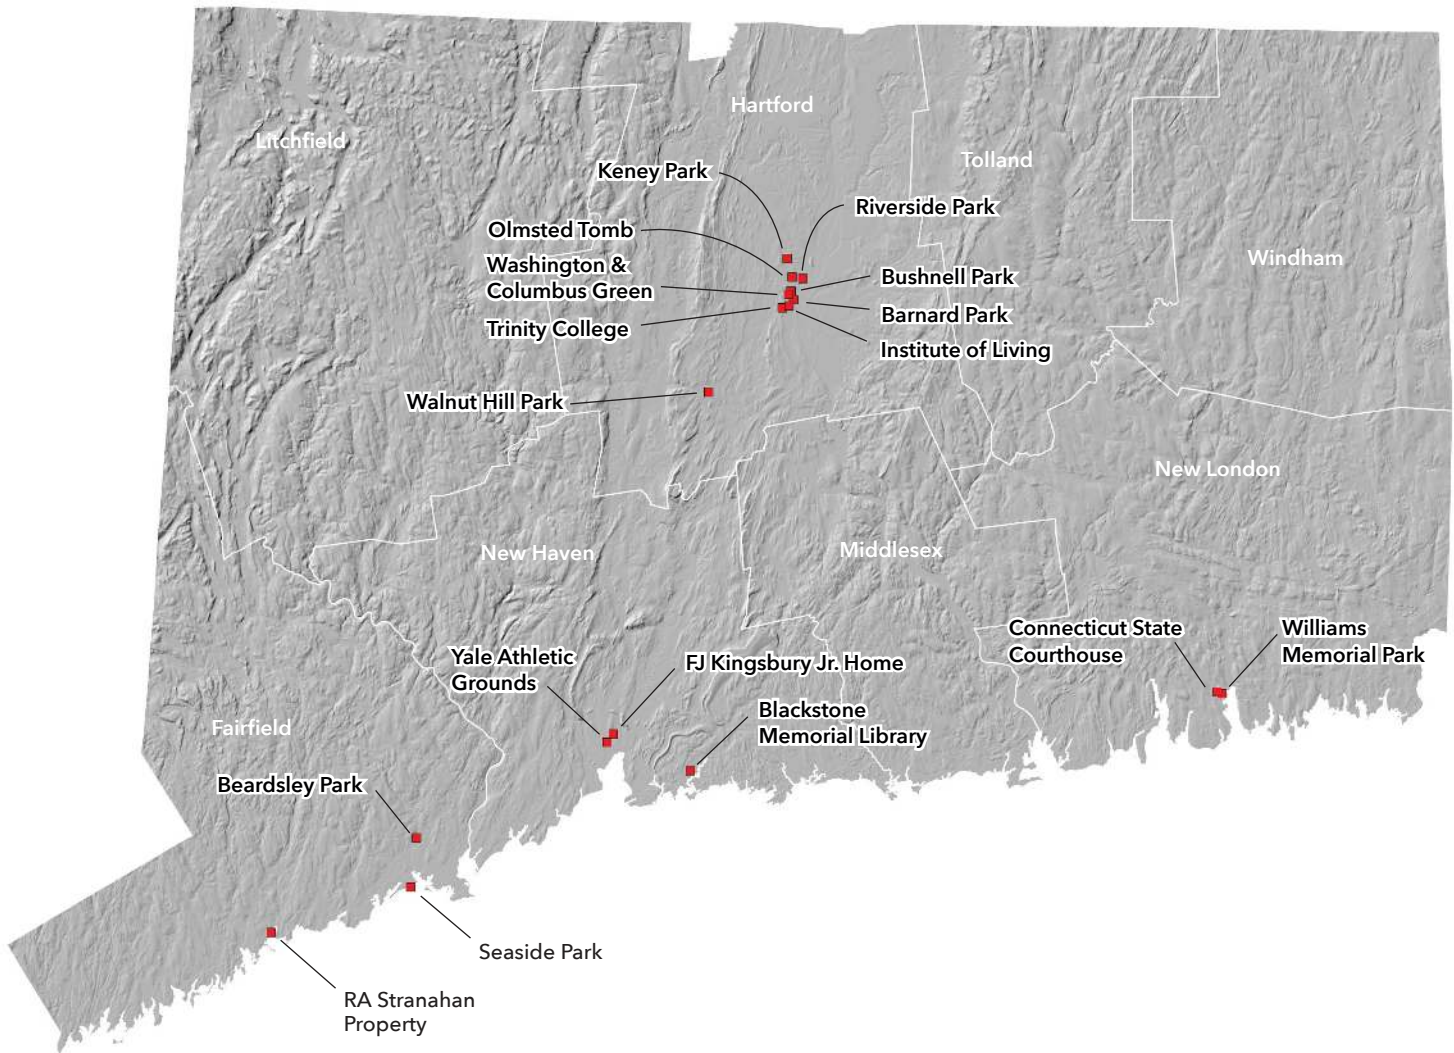 Hartford
Litchfield
Tolland
Keney Park
Riverside Park
Olmsted Tomb
Windham
Washington &
Columbus Green
Bushnell Park
Barnard Park
Trinity College
Institute of Living
Walnut Hill Park
New London
New Haven
Middlesex
Connecticut State
Courthouse
Williams
Memorial Park
Yale Athletic
Grounds
FJ Kingsbury Jr. Home
Blackstone
Memorial Library
Fairfield
Beardsley Park
Seaside Park
RA Stranahan
Property